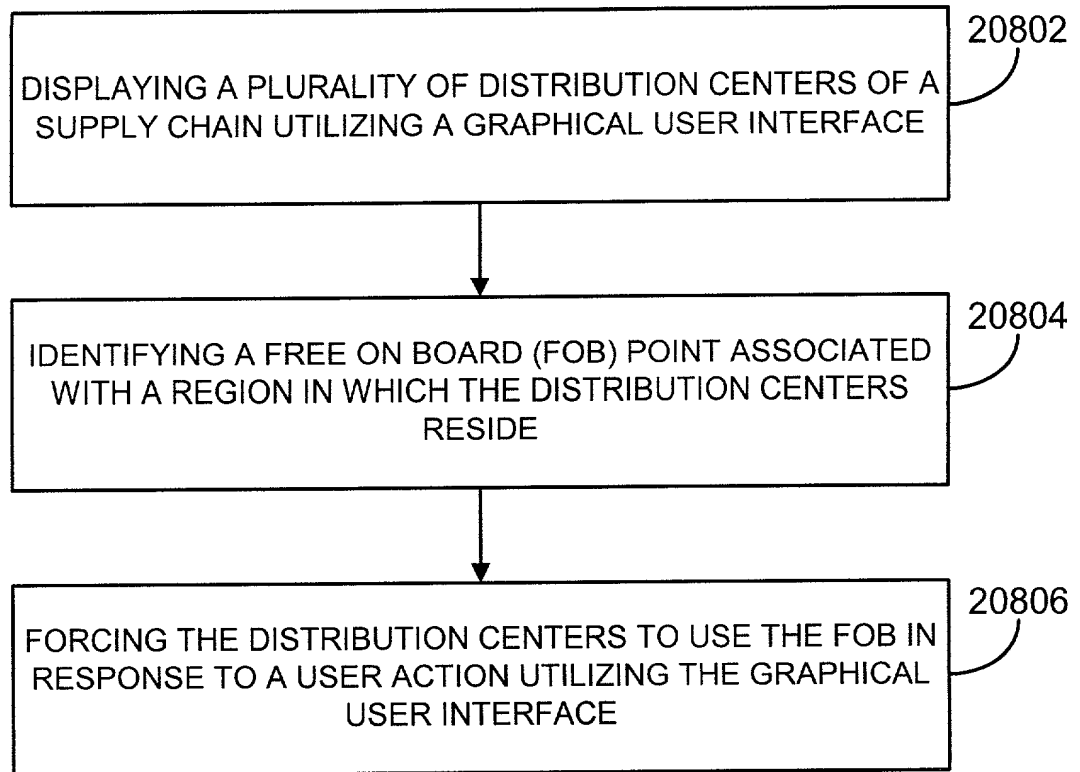 20802
DISPLAYING A PLURALITY OF DISTRIBUTION CENTERS OF A
SUPPLY CHAIN UTILIZING A GRAPHICAL USER INTERFACE
20804
IDENTIFYING A FREE ON BOARD (FOB) POINT ASSOCIATED
WITH A REGION IN WHICH THE DISTRIBUTION CENTERS
RESIDE
20806
FORCING THE DISTRIBUTION CENTERS TO USE THE FOB IN
RESPONSE TO A USER ACTION UTILIZING THE GRAPHICAL
USER INTERFACE